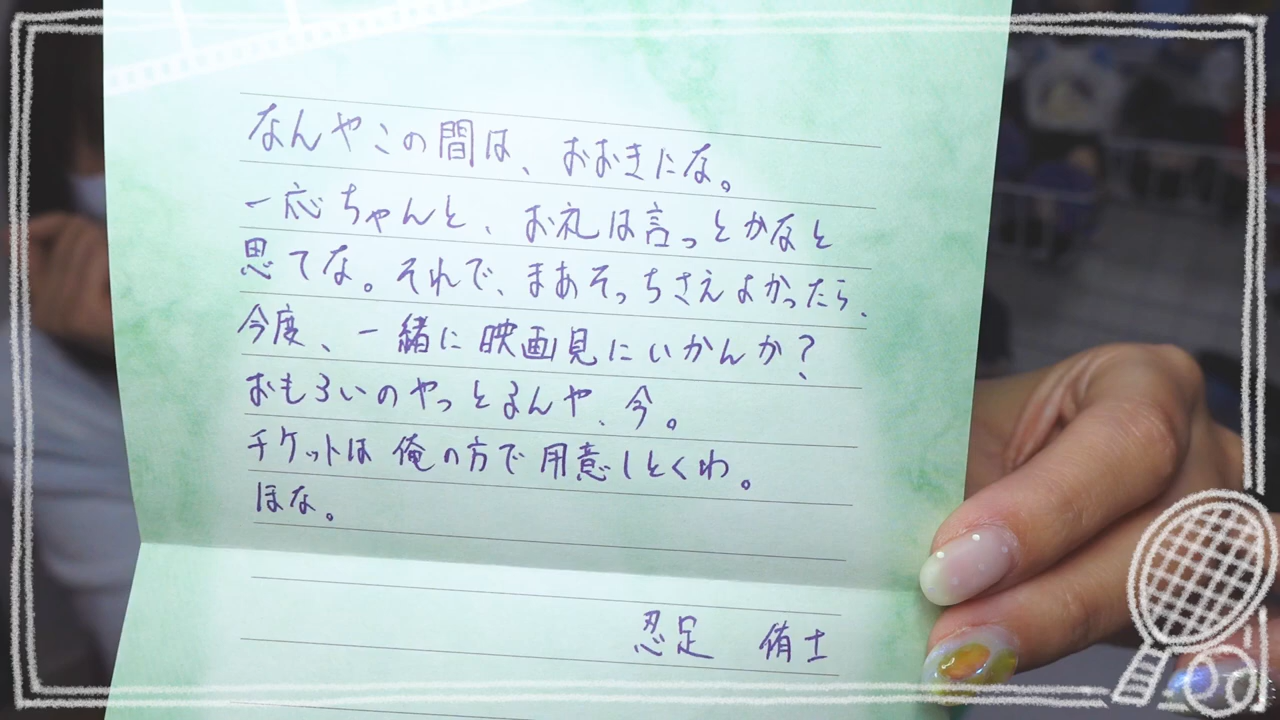 なんやこの間は、おおきにな。
一応ちゃんと、お礼は言っとかなと
思てな。それで、まあそっちさえよかったら、
今度、一緒に映画見にいかんか?
おもろいのやっとるんや、今。
チケットは俺の方で用意しとくわ。
ほな。
忍足 侑士